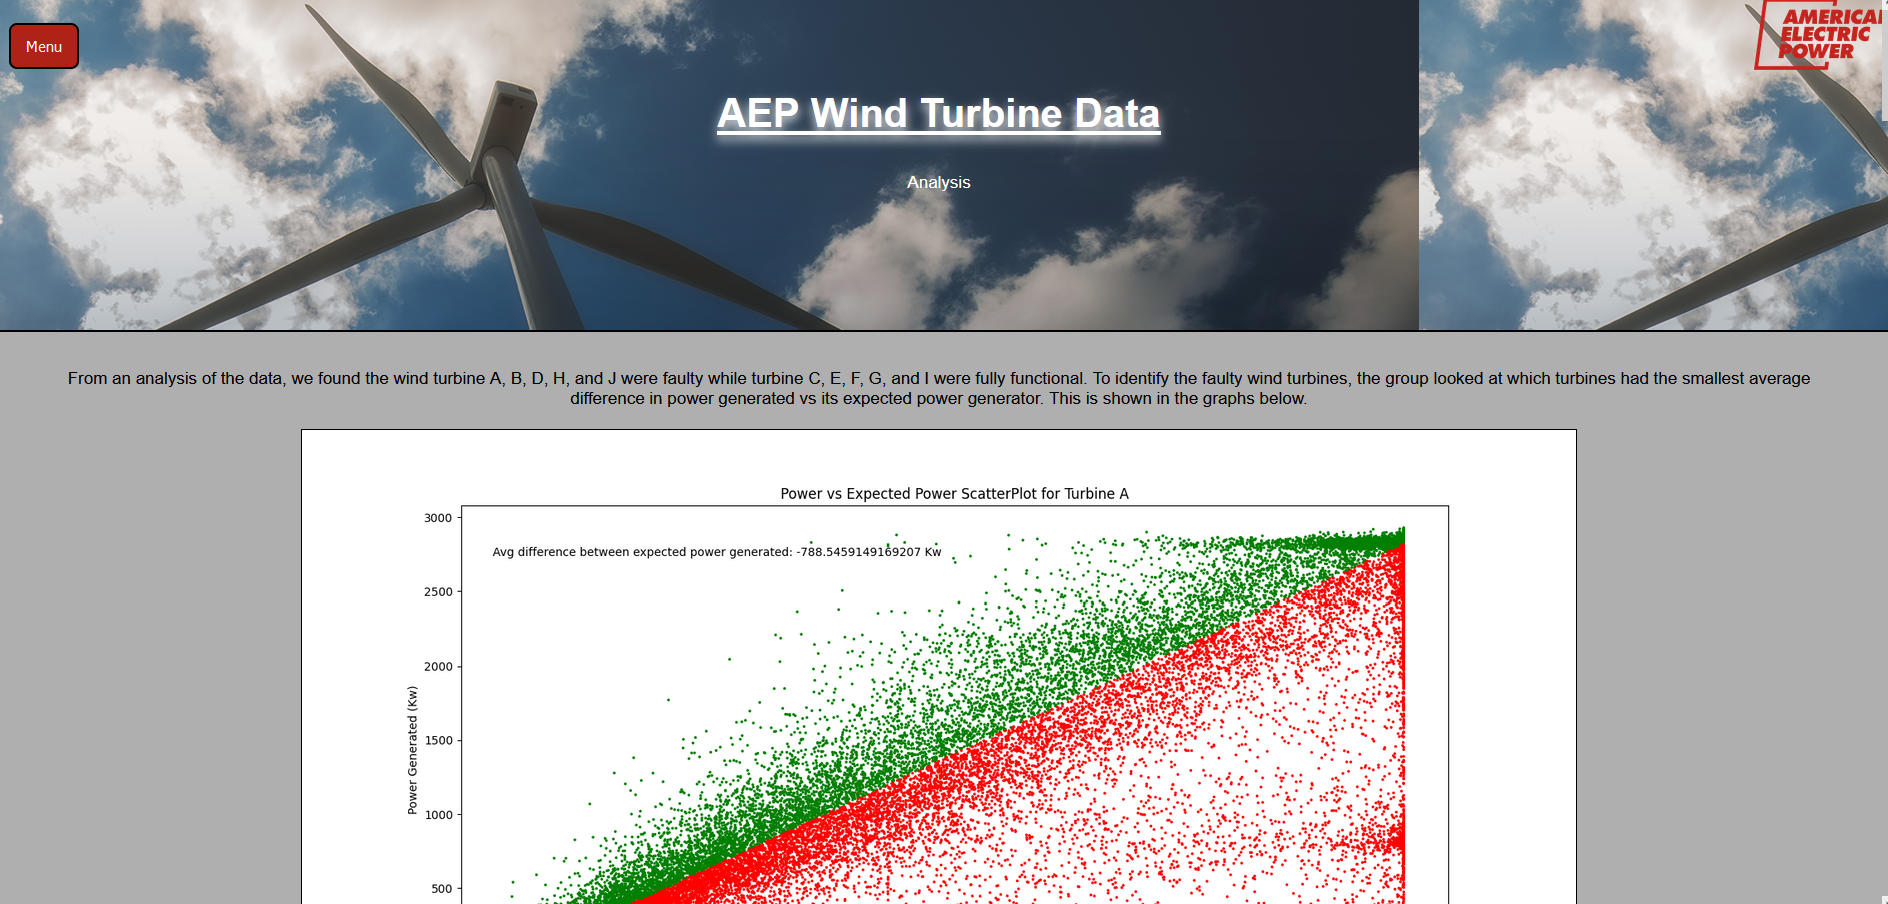 Menu
AMERICA
ELECTRIC
POWER
AEP Wind Turbine Data
Analysis
From an analysis of the data, we found the wind turbine A, B, D, H, and J were faulty while turbine C, E, F, G, and I were fully functional. To identify the faulty wind turbines, the group looked at which turbines had the smallest average
difference in power generated vs its expected power generator. This is shown in the graphs below.
Power vs Expected Power ScatterPlot for Turbine A
3000
Avg difference between expected power generated: -788.5459149169207 Kw
2500
2000
Power Generated (Kw)
1500
1000
500